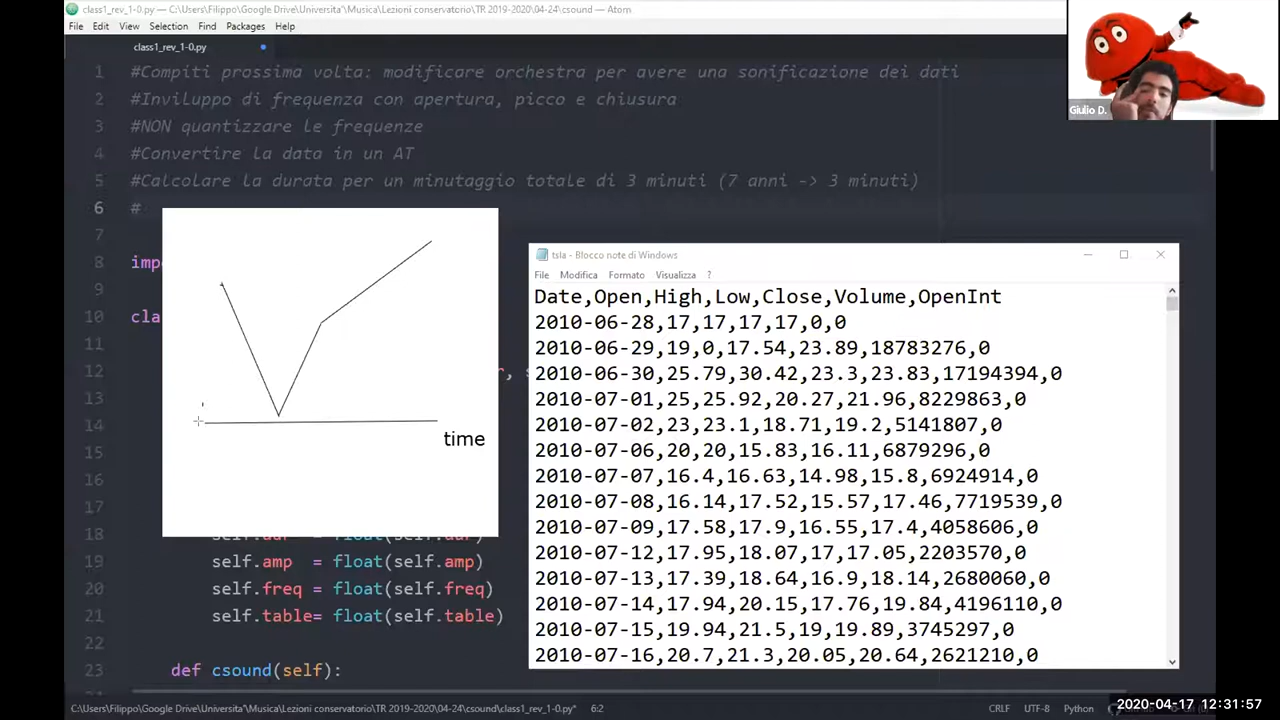 class1_rev_1-0.py — C:\Users\Filippo\Google Drive\Universita'\Musica\Lezioni conservatorio\TR 2019-2020\04-24\csound — Atom
File Edit View Selection Find Packages Help
class1_rev_1-0.py
1 #Compiti prossima volta: modificare orchestra per avere una sonificazione dei dati
2 #Inviluppo di frequenza con apertura, picco e chiusura
3 #NON quantizzare le frequenze
4 #Convertire la data in un AT
5 #Calcolare la durata per un minutaggio totale di 3 minuti (7 anni -> 3 minuti)
6 #
7
8 impo
9
10 cla
11
12 r, s
13
14
15
16
17
18 self.dur = float(self.dur)
19 self.amp = float(self.amp)
20 self.freq = float(self.freq)
21 self.table= float(self.table)
23 def csound(self):
time
tsla - Blocco note di Windows
File Modifica Formato Visualizza ?
Date,Open,High,Low,Close,Volume,OpenInt
2010-06-28,17,17,17,17,0,0
2010-06-29,19,0,17.54,23.89,18783276,0
2010-06-30,25.79,30.42,23.3,23.83,17194394,0
2010-07-01,25,25.92,20.27,21.96,8229863,0
2010-07-02,23,23.1,18.71,19.2,5141807,0
2010-07-06,20,20,15.83,16.11,6879296,0
2010-07-07,16.4,16.63,14.98,15.8,6924914,0
2010-07-08,16.14,17.52,15.57,17.46,7719539,0
2010-07-09,17.58,17.9,16.55,17.4,4058606,0
2010-07-12,17.95,18.07,17,17.05,2203570,0
2010-07-13,17.39,18.64,16.9,18.14,2680060,0
2010-07-14,17.94,20.15,17.76,19.84,4196110,0
2010-07-15,19.94,21.5,19,19.89,3745297,0
2010-07-16,20.7,21.3,20.05,20.64,2621210,0
Giulio D.
C:\Users\Filippo\Google Drive\Universita'\Musica\Lezioni conservatorio\TR 2019-2020\04-24\csound\class1_rev_1-0.py* 6:2
CRLF UTF-8 Python
2020-04-17 12:31:57